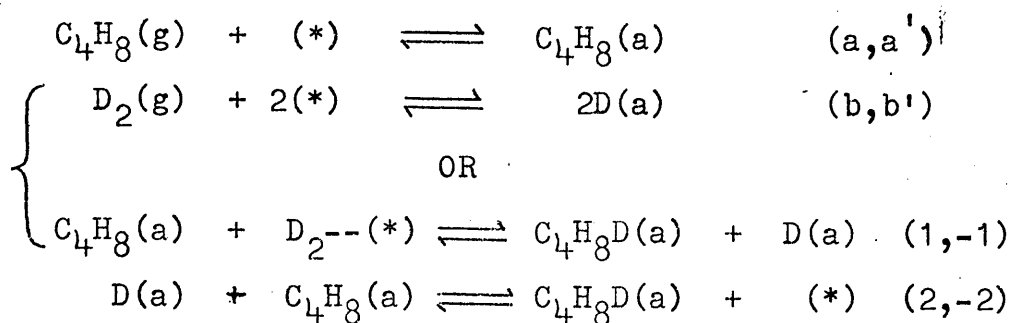 C4H8(g) + (*) ⇌ C4H8(a) (a,a')
D2(g) + 2(*) ⇌ 2D(a) (b,b')
OR
C4H8(a) + D2--(*) ⇌ C4H8D(a) + D(a) (1,-1)
D(a) + C4H8(a) ⇌ C4H8D(a) + (*) (2,-2)